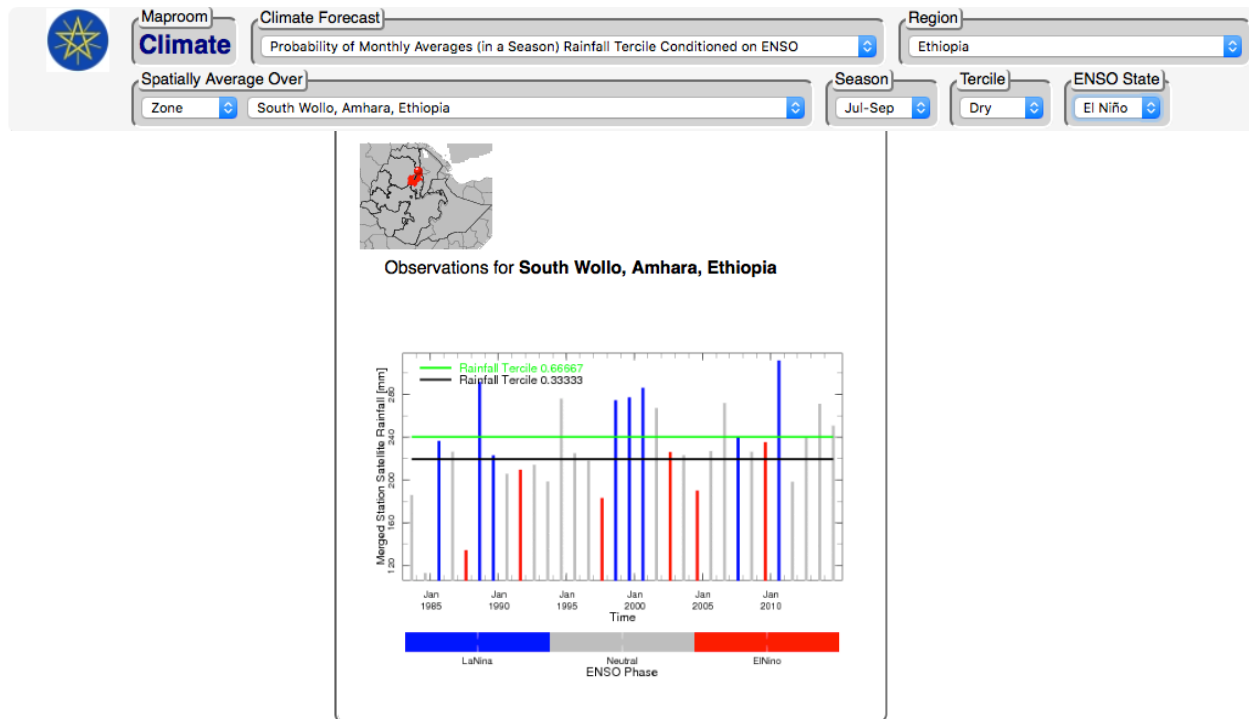 Maproom
Climate
Climate Forecast
Probability of Monthly Averages (in a Season) Rainfall Tercile Conditioned on ENSO
Region
Ethiopia
Spatially Average Over
Zone
South Wollo, Amhara, Ethiopia
Season
Jul-Sep
Tercile
Dry
ENSO State
El Niño
Observations for South Wollo, Amhara, Ethiopia
Rainfall Tercile 0.66667
Rainfall Tercile 0.33333
Merged Station Satellite Rainfall [mm]
280
240
200
160
120
Jan 1985
Jan 1990
Jan 1995
Jan 2000
Jan 2005
Jan 2010
Time
LaNina
Neutral
ElNino
ENSO Phase